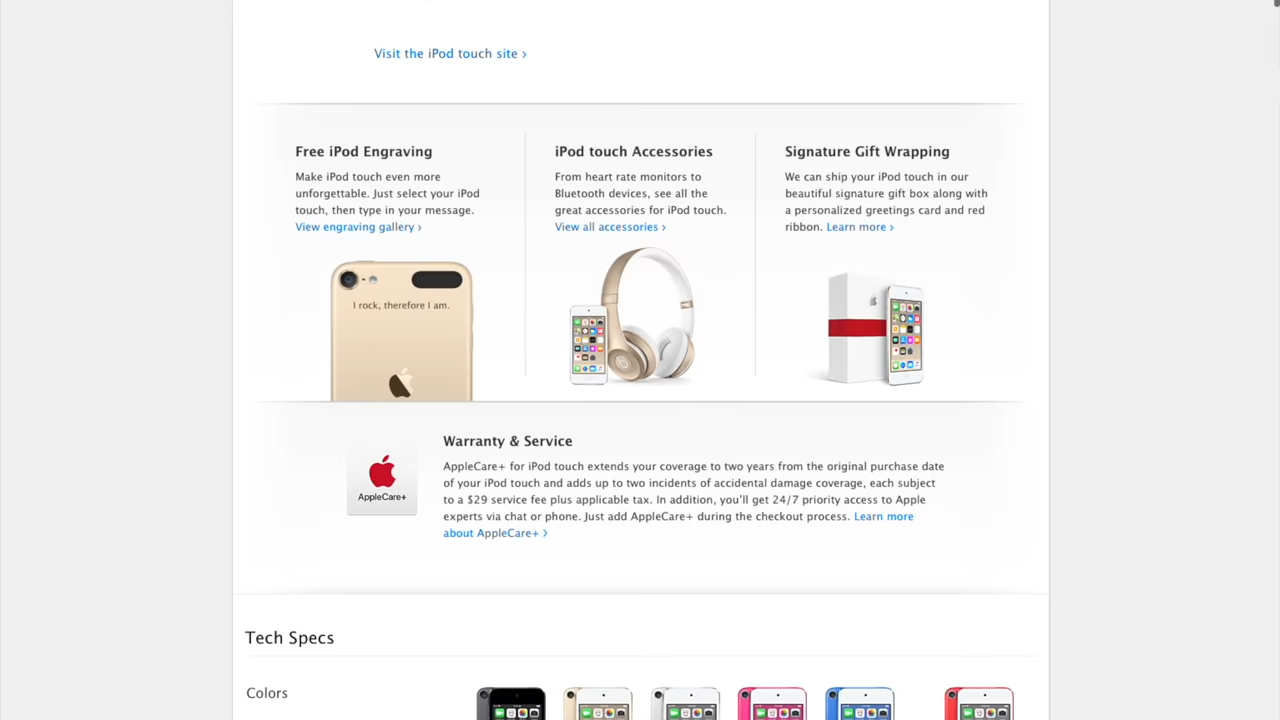 Visit the iPod touch site ›
Free iPod Engraving
Make iPod touch even more
unforgettable. Just select your iPod
touch, then type in your message.
View engraving gallery ›
I rock, therefore I am.
iPod touch Accessories
From heart rate monitors to
Bluetooth devices, see all the
great accessories for iPod touch.
View all accessories ›
Signature Gift Wrapping
We can ship your iPod touch in our
beautiful signature gift box along with
a personalized greetings card and red
ribbon. Learn more ›
AppleCare+
Warranty & Service
AppleCare+ for iPod touch extends your coverage to two years from the original purchase date
of your iPod touch and adds up to two incidents of accidental damage coverage, each subject
to a $29 service fee plus applicable tax. In addition, you’ll get 24/7 priority access to Apple
experts via chat or phone. Just add AppleCare+ during the checkout process. Learn more
about AppleCare+ ›
Tech Specs
Colors